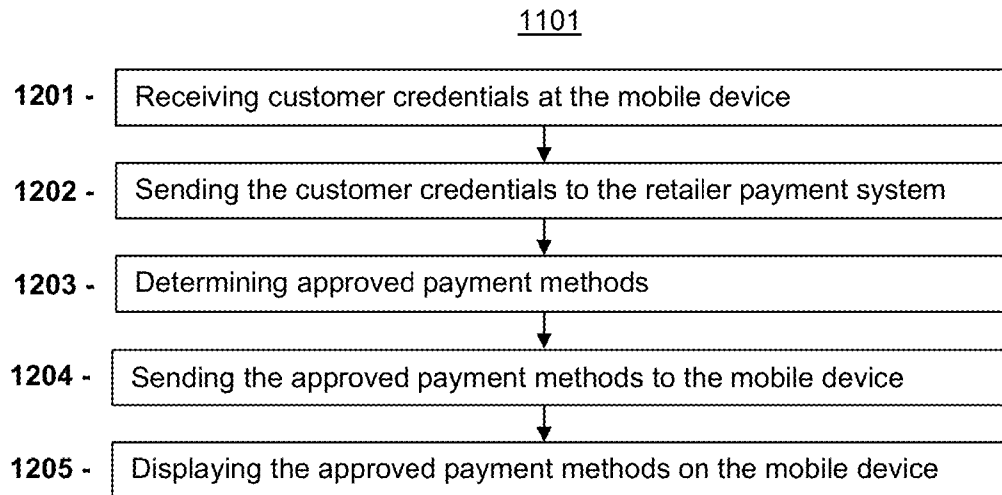 1101
1201 - Receiving customer credentials at the mobile device
1202 - Sending the customer credentials to the retailer payment system
1203 - Determining approved payment methods
1204 - Sending the approved payment methods to the mobile device
1205 - Displaying the approved payment methods on the mobile device